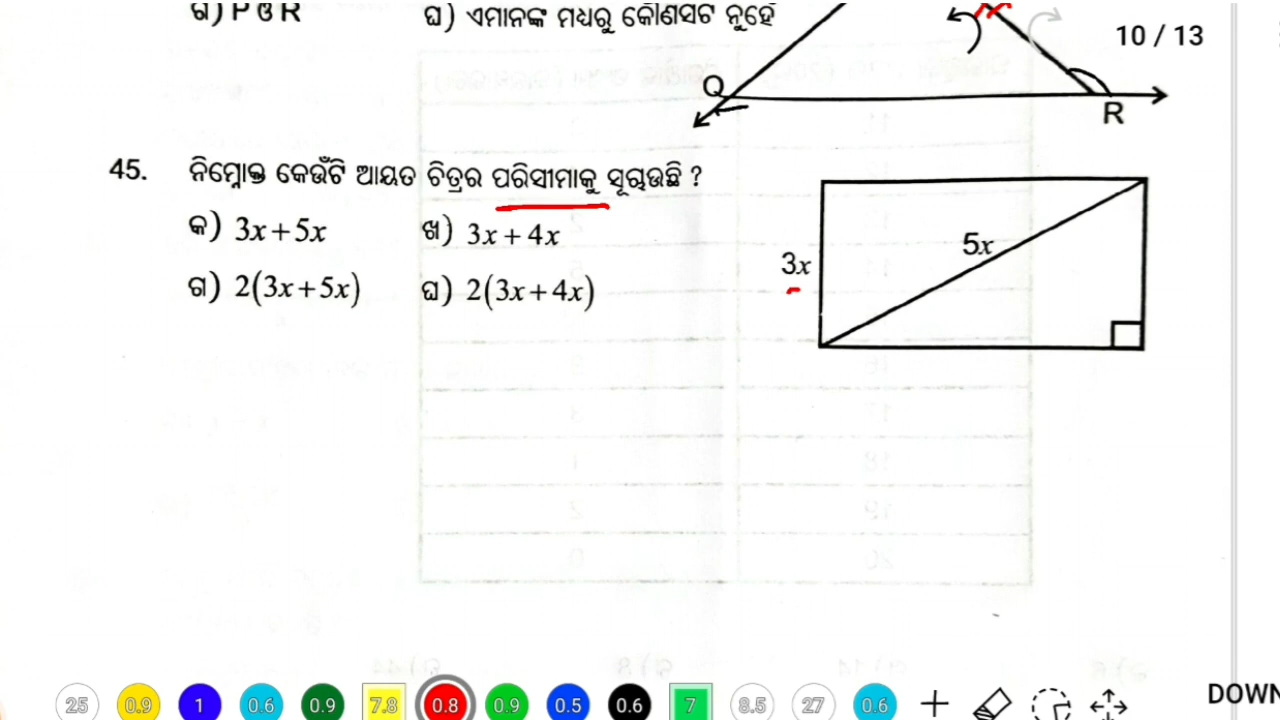 ଗ) P ଓ R
ଘ) ଏମାନଙ୍କ ମଧ୍ୟରୁ କୌଣସିଟି ନୁହେଁ
10 / 13
Q
R
45. ନିମ୍ନୋକ୍ତ କେଉଁଟି ଆୟତ ଚିତ୍ରର ପରିସୀମାକୁ ସୂଚାଉଛି ?
କ) 3x + 5x
ଖ) 3x + 4x
ଗ) 2(3x + 5x)
ଘ) 2(3x + 4x)
3x
5x
25 0.9 1 0.6 0.9 7.8 0.8 0.9 0.5 0.6 7 8.5 27 0.6
DOWN